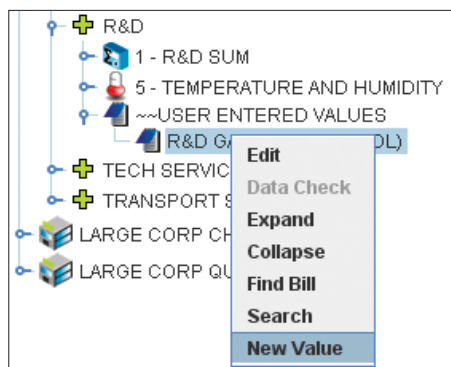 R&D
1 - R&D SUM
5 - TEMPERATURE AND HUMIDITY
~~USER ENTERED VALUES
R&D GA OL)
TECH SERVIC
TRANSPORT S
LARGE CORP CH
LARGE CORP QU
Edit
Data Check
Expand
Collapse
Find Bill
Search
New Value